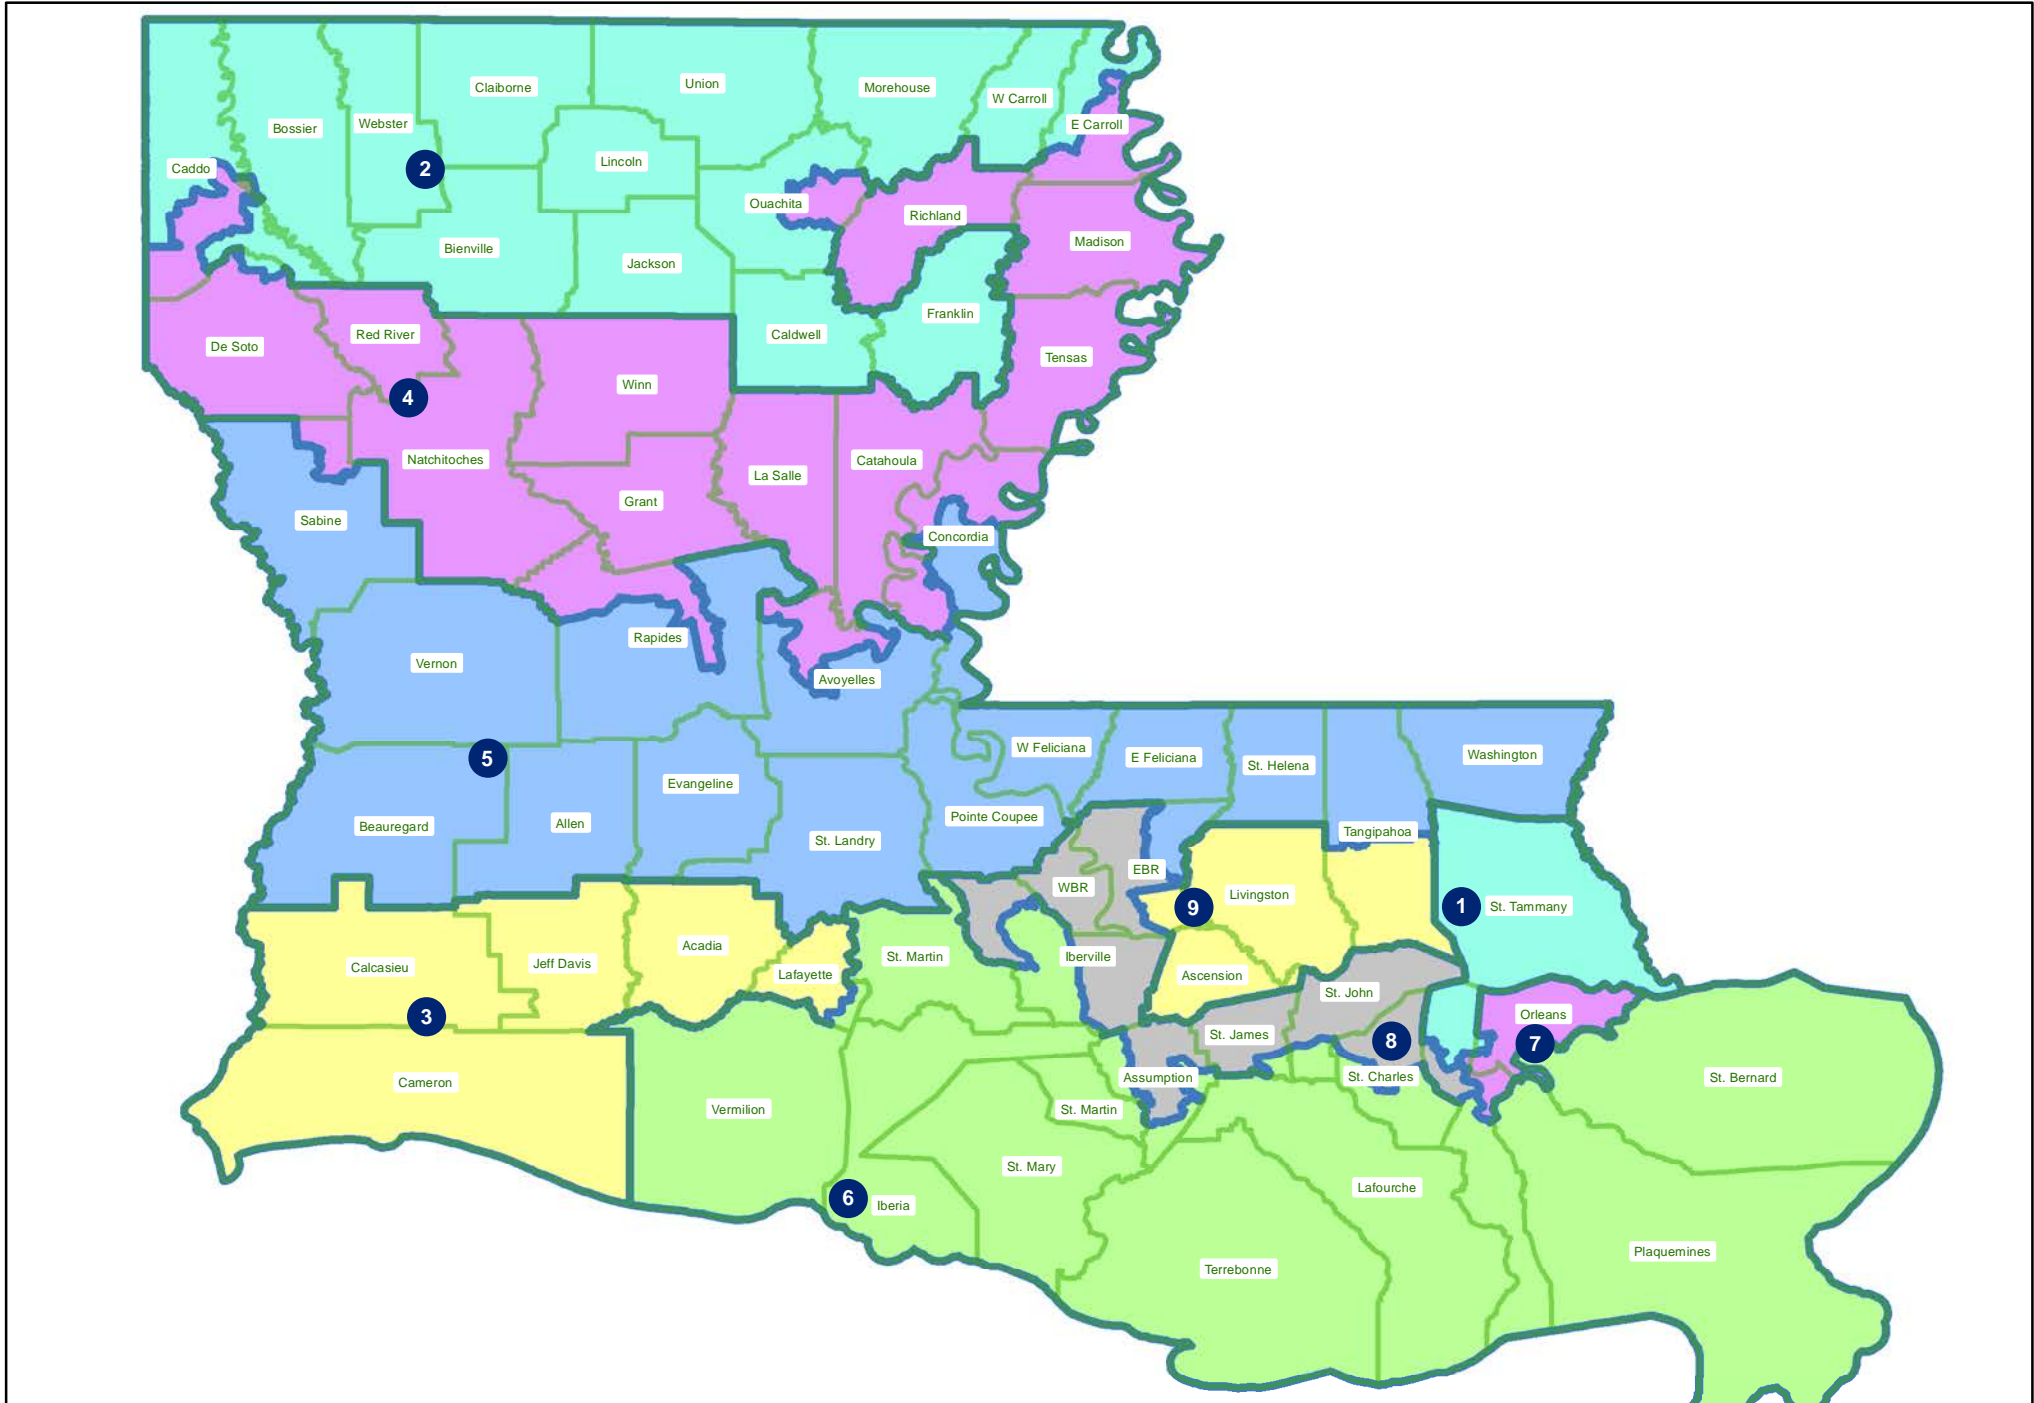 Union
Claiborne
Morehouse
W Carroll
Webster
E Carroll
Bossier
Lincoln
Caddo
2
Ouachita
Richland
Madison
Bienville
Jackson
Franklin
Red River
Caldwell
De Soto
Tensas
Winn
4
Natchitoches
Catahoula
La Salle
Grant
Sabine
Concordia
Rapides
Vernon
Avoyelles
W Feliciana
Washington
5
E Feliciana
St. Helena
Evangeline
Pointe Coupee
Allen
Beauregard
Tangipahoa
St. Landry
EBR
WBR
Livingston
9
1
St. Tammany
Acadia
St. Martin
Iberville
Jeff Davis
Calcasieu
Lafayette
Ascension
St. John
Orleans
3
St. James
8
7
St. Charles
Assumption
St. Bernard
Cameron
Vermilion
St. Martin
St. Mary
Lafourche
6
Iberia
Plaquemines
Terrebonne